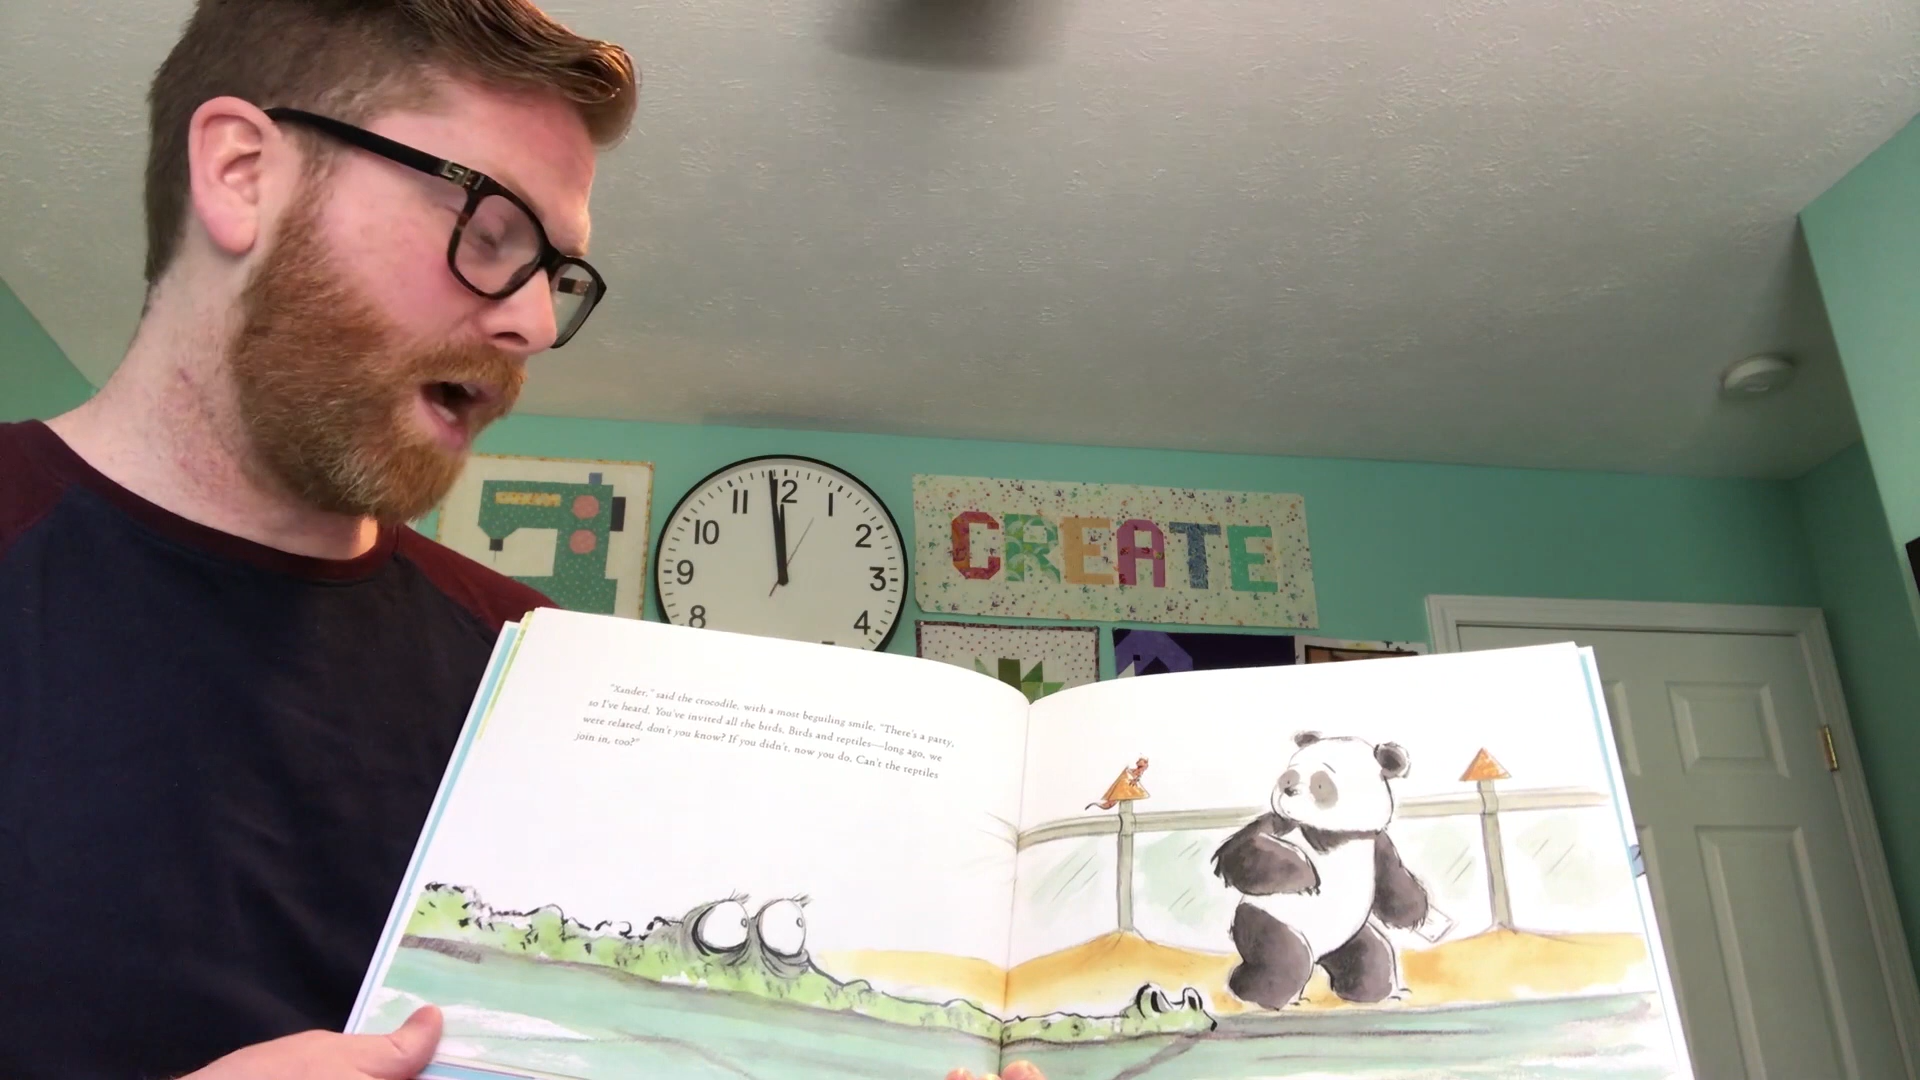 CREATE
11 12 1
10 2
9 3
8 4
"Xander," said the crocodile, with a most beguiling smile. "There's a party,
so I've heard. You've invited all the birds. Birds and reptiles—long ago, we
were related, don't you know? If you didn't, now you do. Can't the reptiles
join in, too?"